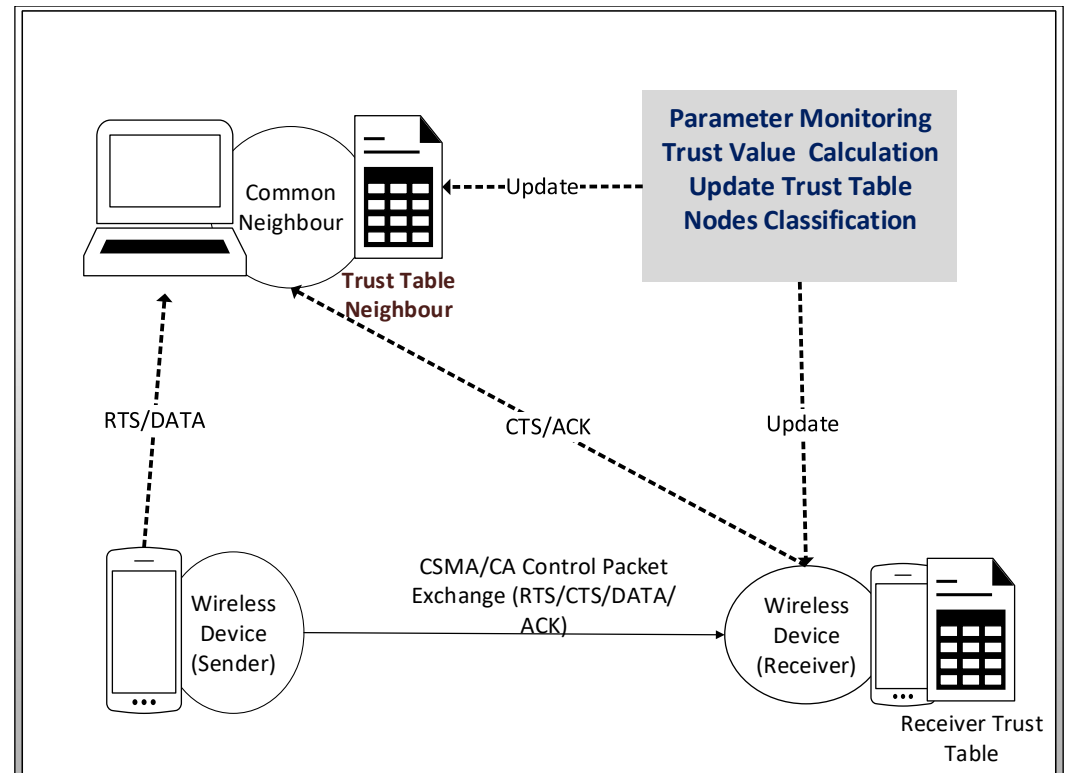 Parameter Monitoring
Trust Value Calculation
Update Trust Table
Nodes Classification
Common
Neighbour
Update
Trust Table
Neighbour
RTS/DATA
CTS/ACK
Update
CSMA/CA Control Packet
Exchange (RTS/CTS/DATA/
ACK)
Wireless
Device
(Sender)
Wireless
Device
(Receiver)
Receiver Trust
Table